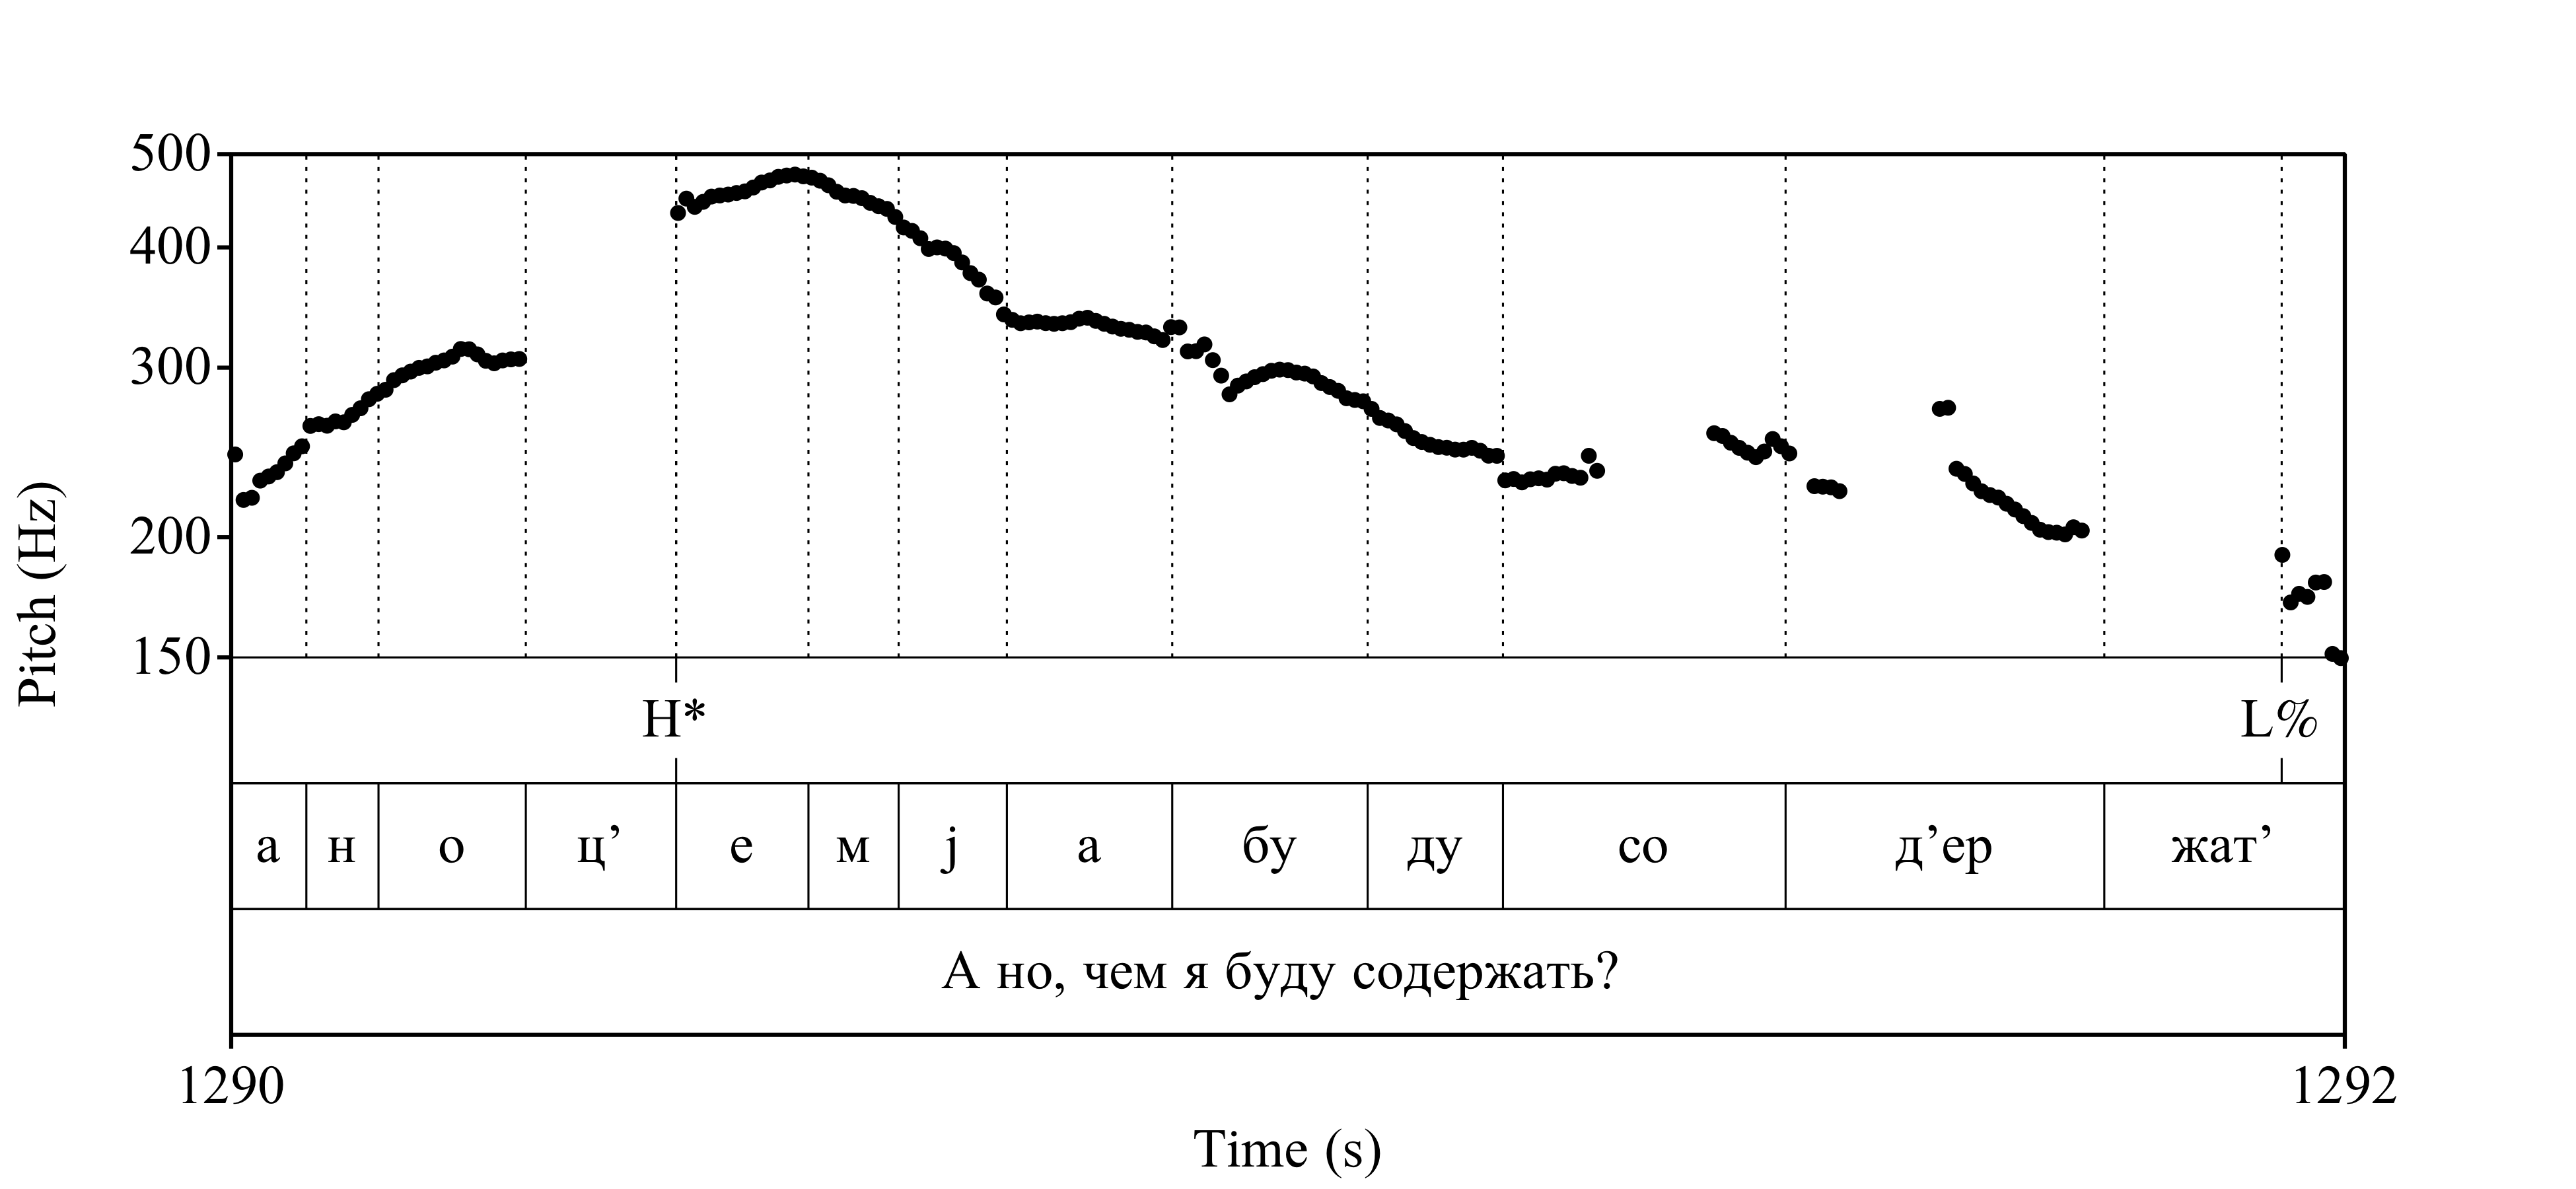 500
400
300
200
150
Pitch (Hz)
H* L%
а н о ц’ е м j а бу ду со д’ер жат’
А но, чем я буду содержать?
1290 1292
Time (s)